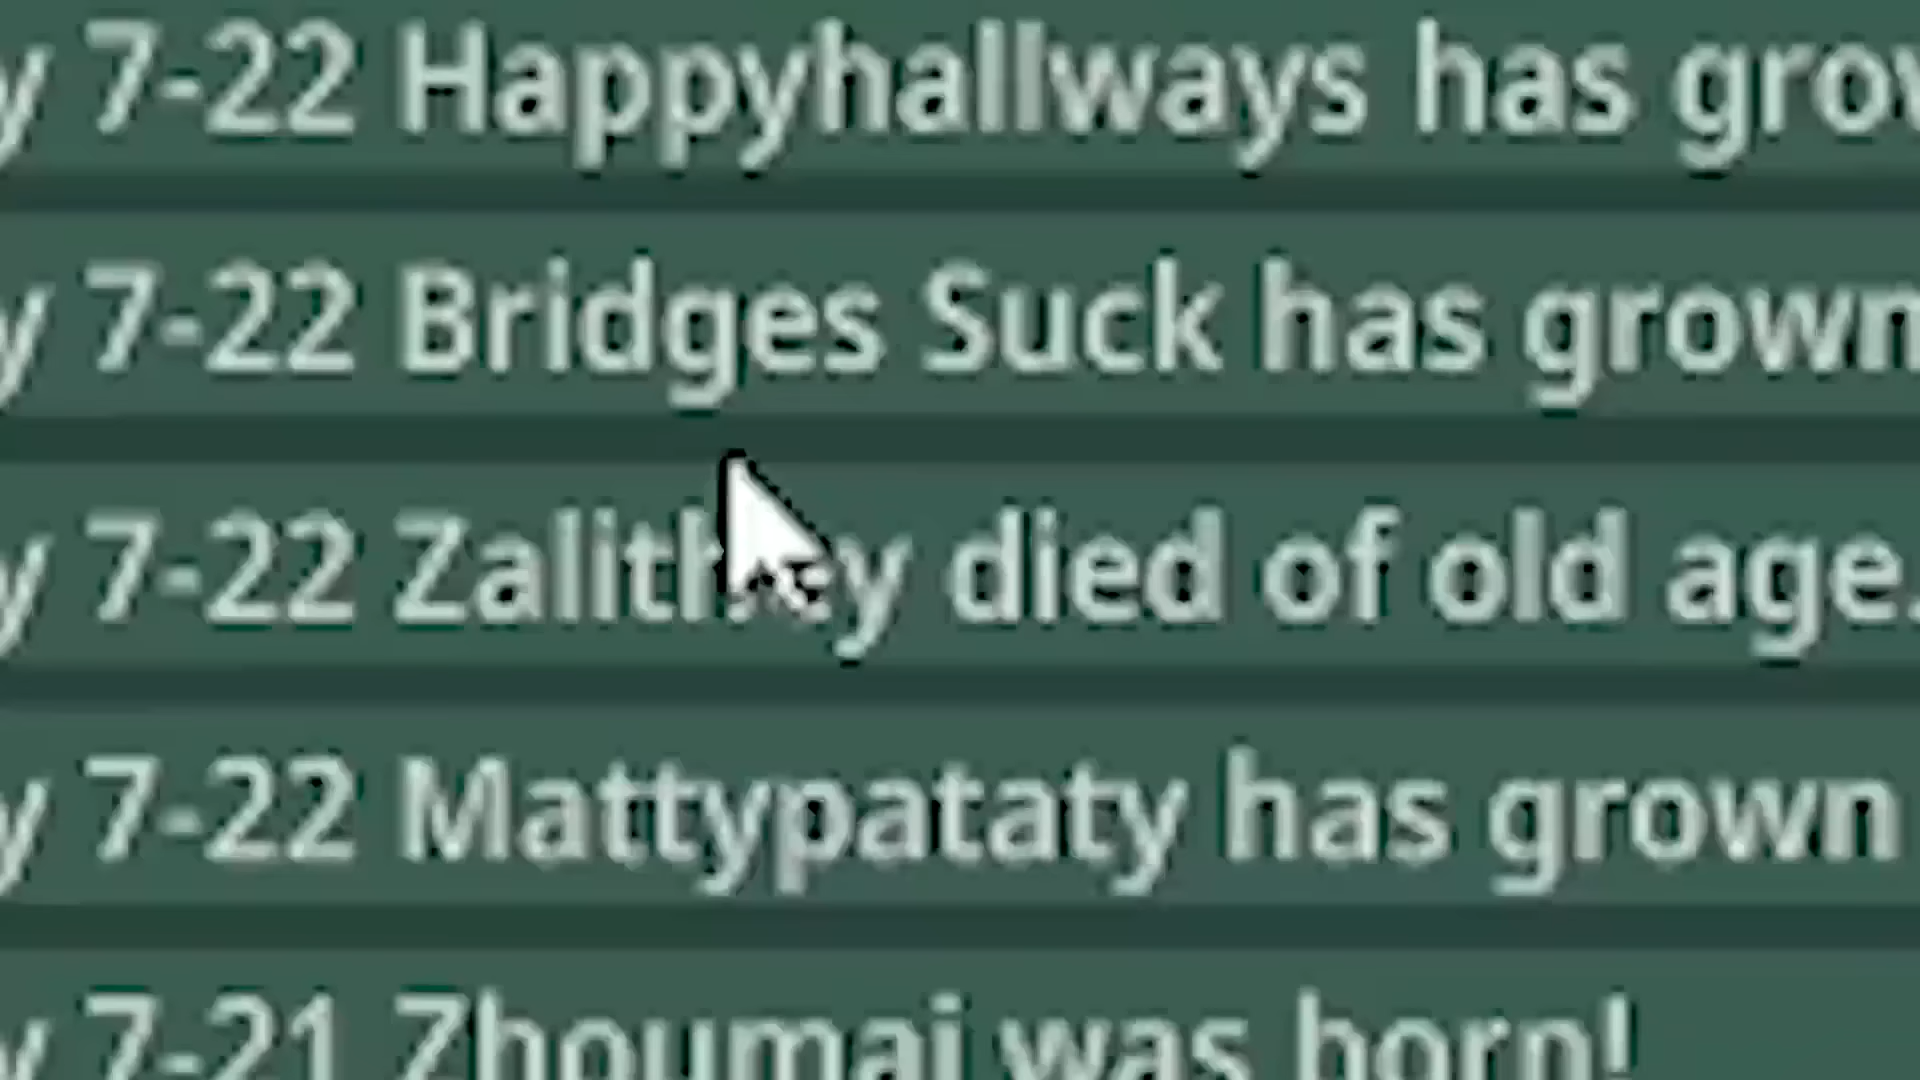 y 7-22 Happyhallways has grow
y 7-22 Bridges Suck has grown
y 7-22 died of old age.
y 7-22 Mattypataty has grown
y 7-21 Zhoumai was born!